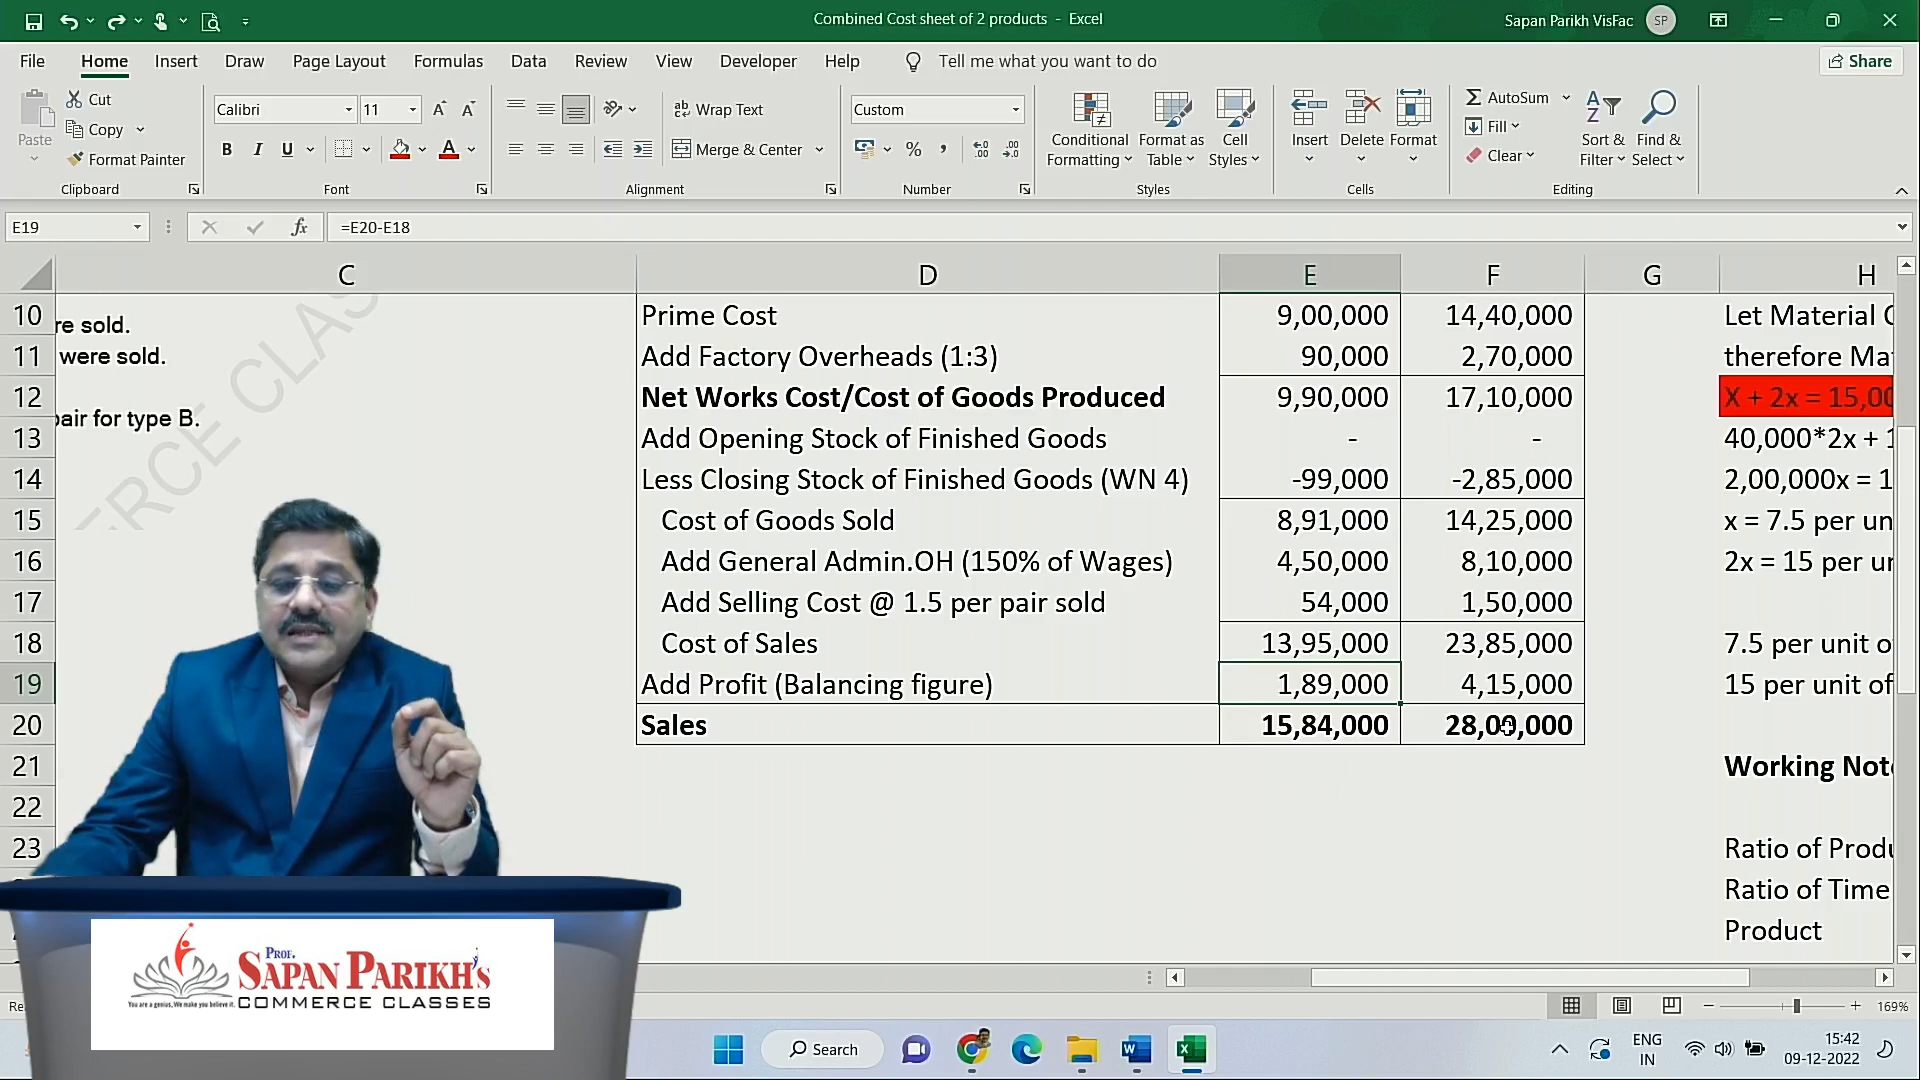 Combined Cost sheet of 2 products - Excel
Sapan Parikh VisFac SP
File Home Insert Draw Page Layout Formulas Data Review View Developer Help Tell me what you want to do Share
Paste Cut Copy Format Painter
Calibri 11
B I U
Wrap Text
Merge & Center
Custom
Conditional Formatting
Format as Table
Cell Styles
Insert Delete Format
AutoSum Fill Clear
Sort & Filter
Find & Select
Clipboard Font Alignment Number Styles Cells Editing
E19 fx =E20-E18
C D E F G H
10 re sold. Prime Cost 9,00,000 14,40,000 Let Material
11 were sold. Add Factory Overheads (1:3) 90,000 2,70,000 therefore
12 Net Works Cost/Cost of Goods Produced 9,90,000 17,10,000 X + 2x = 15,00
pair for type B.
13 Add Opening Stock of Finished Goods - - 40,000*2x +
14 Less Closing Stock of Finished Goods (WN 4) -99,000 -2,85,000 2,00,000x = 1
15 Cost of Goods Sold 8,91,000 14,25,000 x = 7.5 per un
16 Add General Admin.OH (150% of Wages) 4,50,000 8,10,000 2x = 15 per
17 Add Selling Cost @ 1.5 per pair sold 54,000 1,50,000
18 Cost of Sales 13,95,000 23,85,000 7.5 per unit o
19 Add Profit (Balancing figure) 1,89,000 4,15,000 15 per unit of
20 Sales 15,84,000 28,00,000
21 Working Note
22
23 Ratio of Produ
Ratio of Time
Product
ERCE CLAS
PROF.
SAPAN PARIKH's
You are a genius, We make you believe it.
COMMERCE CLASSES
169%
Search
ENG
IN
15:42
09-12-2022